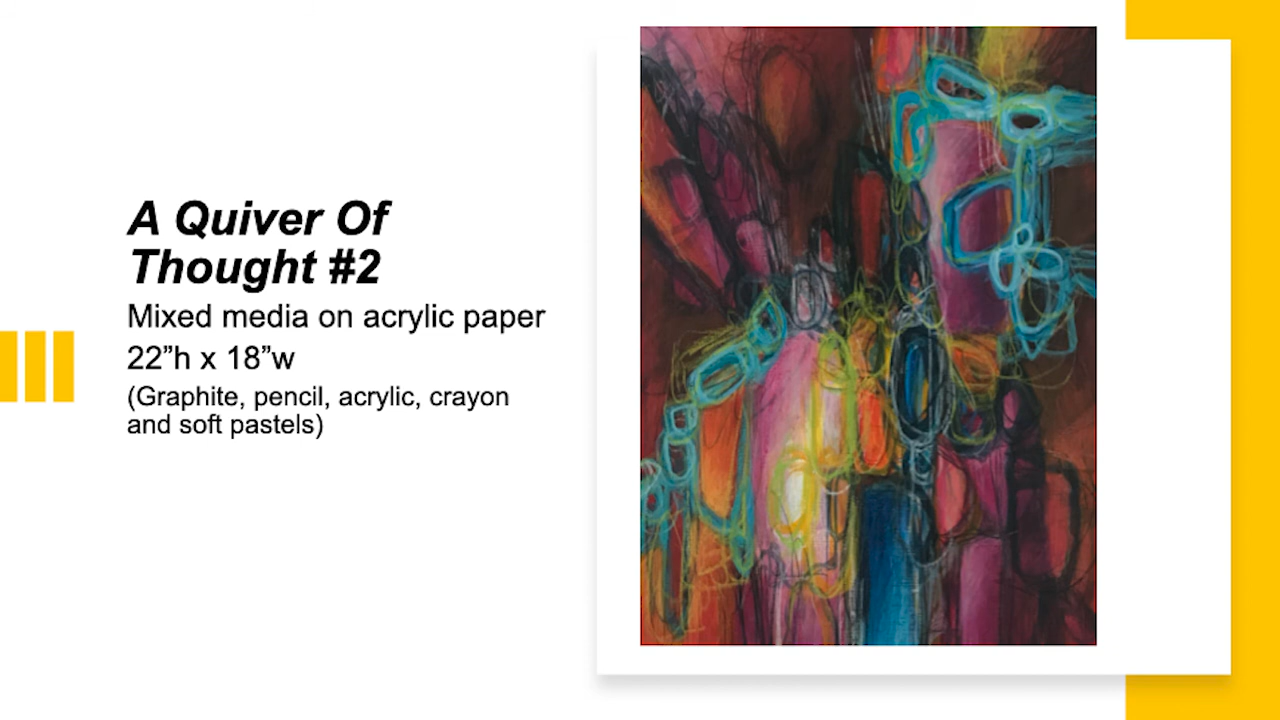 A Quiver Of
Thought #2
Mixed media on acrylic paper
22”h x 18”w
(Graphite, pencil, acrylic, crayon
and soft pastels)